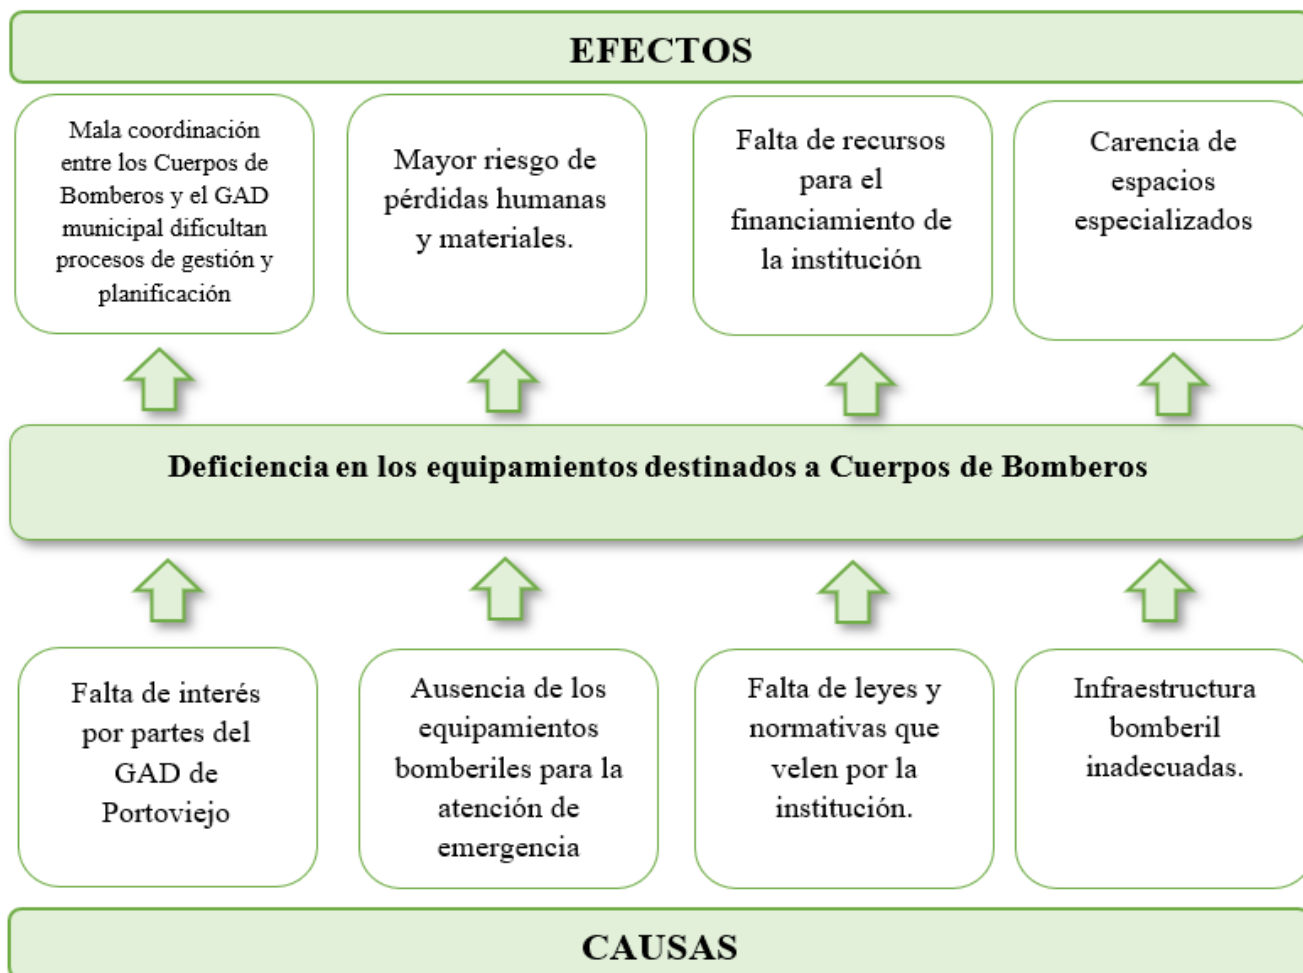 EFECTOS
Mala coordinación
entre los Cuerpos de
Bomberos y el GAD
municipal dificultan
procesos de gestión y
planificación
Mayor riesgo de
pérdidas humanas
y materiales.
Falta de recursos
para el
financiamiento de
la institución
Carencia de
espacios
especializados
Deficiencia en los equipamientos destinados a Cuerpos de Bomberos
Falta de interés
por partes del
GAD de
Portoviejo
Ausencia de los
equipamientos
bomberiles para la
atención de
emergencia
Falta de leyes y
normativas que
velen por la
institución.
Infraestructura
bomberil
inadecuadas.
CAUSAS